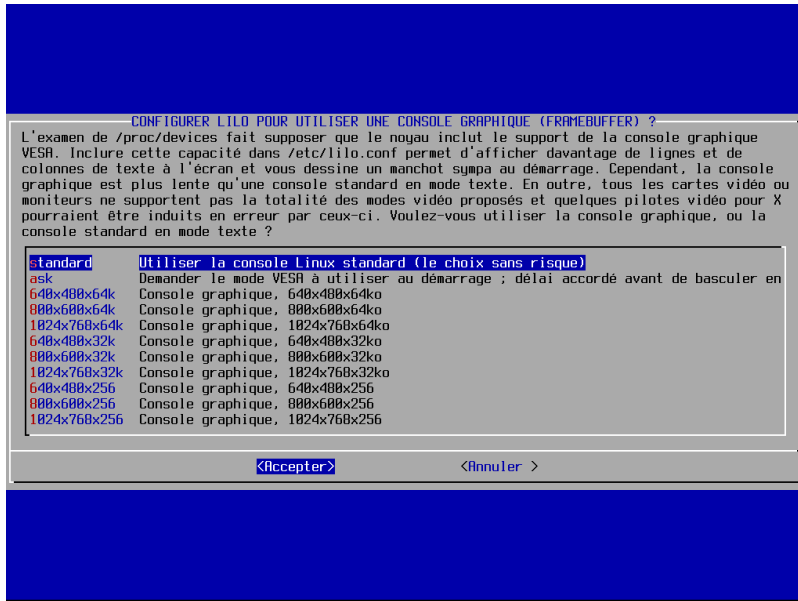 CONFIGURER LILO POUR UTILISER UNE CONSOLE GRAPHIQUE (FRAMEBUFFER) ?
L'examen de /proc/devices fait supposer que le noyau inclut le support de la console graphique
VESA. Inclure cette capacité dans /etc/lilo.conf permet d'afficher davantage de lignes et de
colonnes de texte à l'écran et vous dessine un manchot sympa au démarrage. Cependant, la console
graphique est plus lente qu'une console standard en mode texte. En outre, tous les cartes vidéo ou
moniteurs ne supportent pas la totalité des modes vidéo proposés et quelques pilotes vidéo pour X
pourraient être induits en erreur par ceux-ci. Voulez-vous utiliser la console graphique, ou la
console standard en mode texte ?
standard Utiliser la console Linux standard (le choix sans risque)
ask Demander le mode VESA à utiliser au démarrage ; délai accordé avant de basculer en
640x480x64k Console graphique, 640x480x64ko
800x600x64k Console graphique, 800x600x64ko
1024x768x64k Console graphique, 1024x768x64ko
640x480x32k Console graphique, 640x480x32ko
800x600x32k Console graphique, 800x600x32ko
1024x768x32k Console graphique, 1024x768x32ko
640x480x256 Console graphique, 640x480x256
800x600x256 Console graphique, 800x600x256
1024x768x256 Console graphique, 1024x768x256
<Accepter> <Annuler >